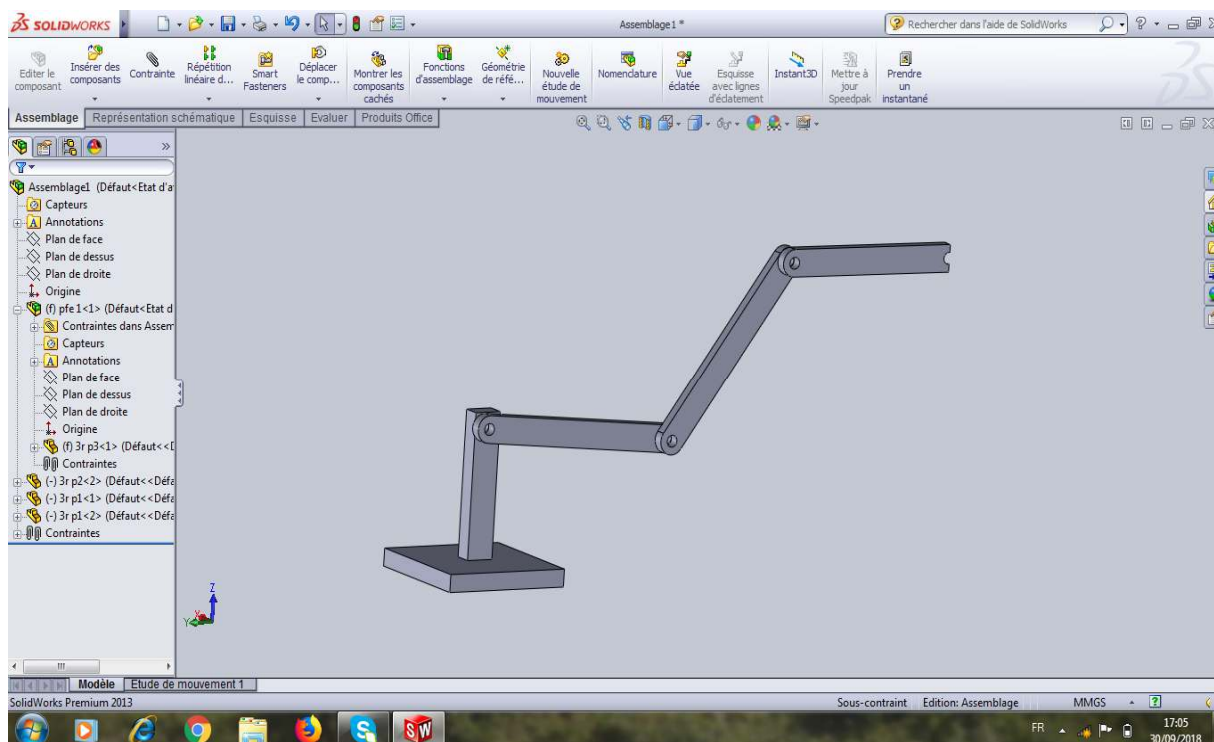 SOLIDWORKS
Assemblage1 *
Rechercher dans l'aide de SolidWorks
Editer le composant
Insérer des composants
Contrainte
Répétition linéaire d...
Smart Fasteners
Déplacer le comp...
Montrer les composants cachés
Fonctions d'assemblage
Géométrie de réfé...
Nouvelle étude de mouvement
Nomenclature
Vue éclatée
Esquisse avec lignes d'éclatement
Instant3D
Mettre à jour Speedpak
Prendre un instantané
Assemblage
Représentation schématique
Esquisse
Evaluer
Produits Office
Assemblage1 (Défaut<Etat d'a
Capteurs
Annotations
Plan de face
Plan de dessus
Plan de droite
Origine
(f) pfe 1<1> (Défaut<Etat d
Contraintes dans Assem
Capteurs
Annotations
Plan de face
Plan de dessus
Plan de droite
Origine
(f) 3r p3<1> (Défaut<<D
Contraintes
(-) 3r p2<2> (Défaut<<Défa
(-) 3r p1<1> (Défaut<<Défa
(-) 3r p1<2> (Défaut<<Défa
Contraintes
Z
Y
X
Modèle
Etude de mouvement 1
SolidWorks Premium 2013
Sous-contraint
Edition: Assemblage
MMGS
FR
17:05
30/09/2018